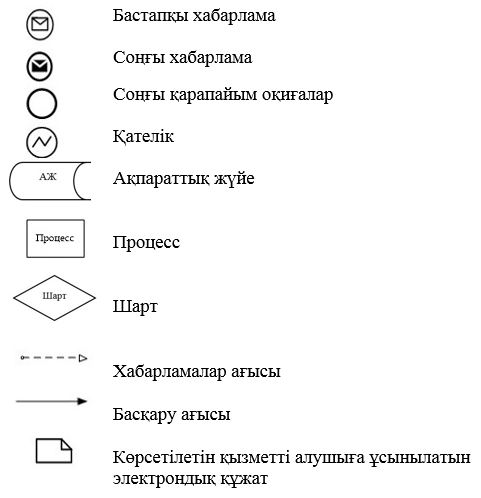 Бастапқы хабарлама
Соңғы хабарлама
Соңғы қарапайым оқиғалар
Қателік
АЖ
Ақпараттық жүйе
Процесс
Процесс
Шарт
Шарт
Хабарламалар ағысы
Басқару ағысы
Көрсетілетін қызметті алушыға ұсынылатын
электрондық құжат